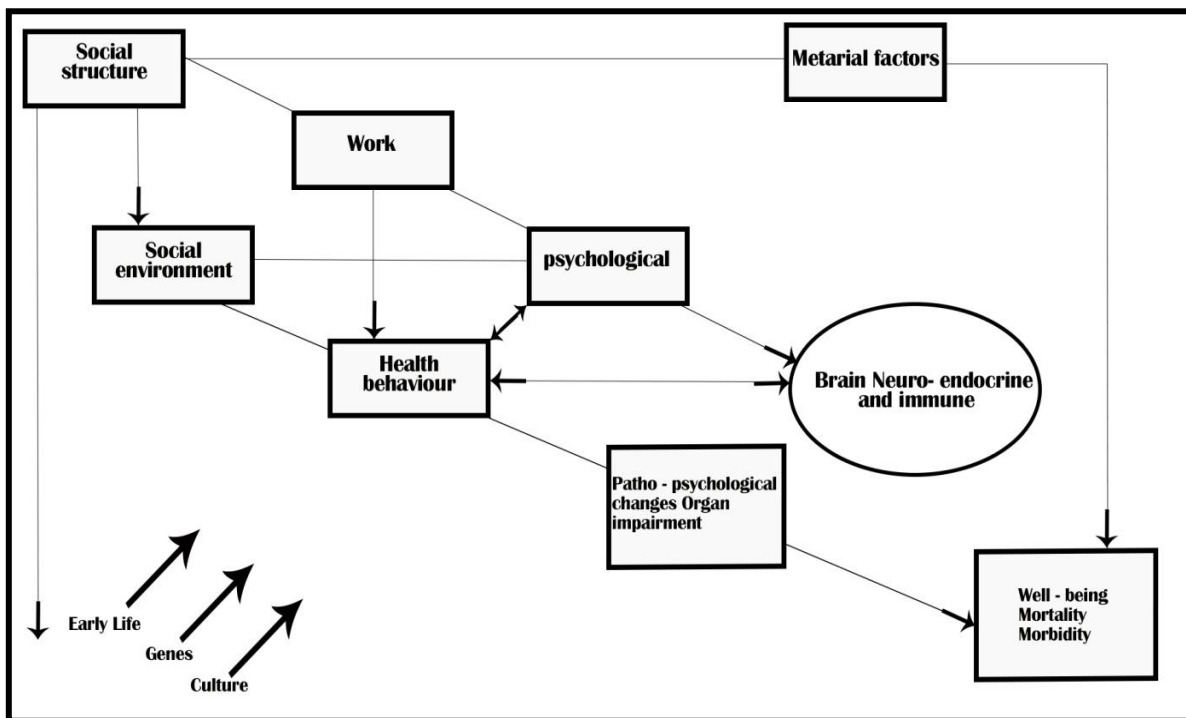 Social
structure
Metarial factors
Work
Social
environment
psychological
Health
behaviour
Brain Neuro- endocrine
and immune
Patho - psychological
changes Organ
impairment
Well - being
Mortality
Morbidity
Early Life
Genes
Culture